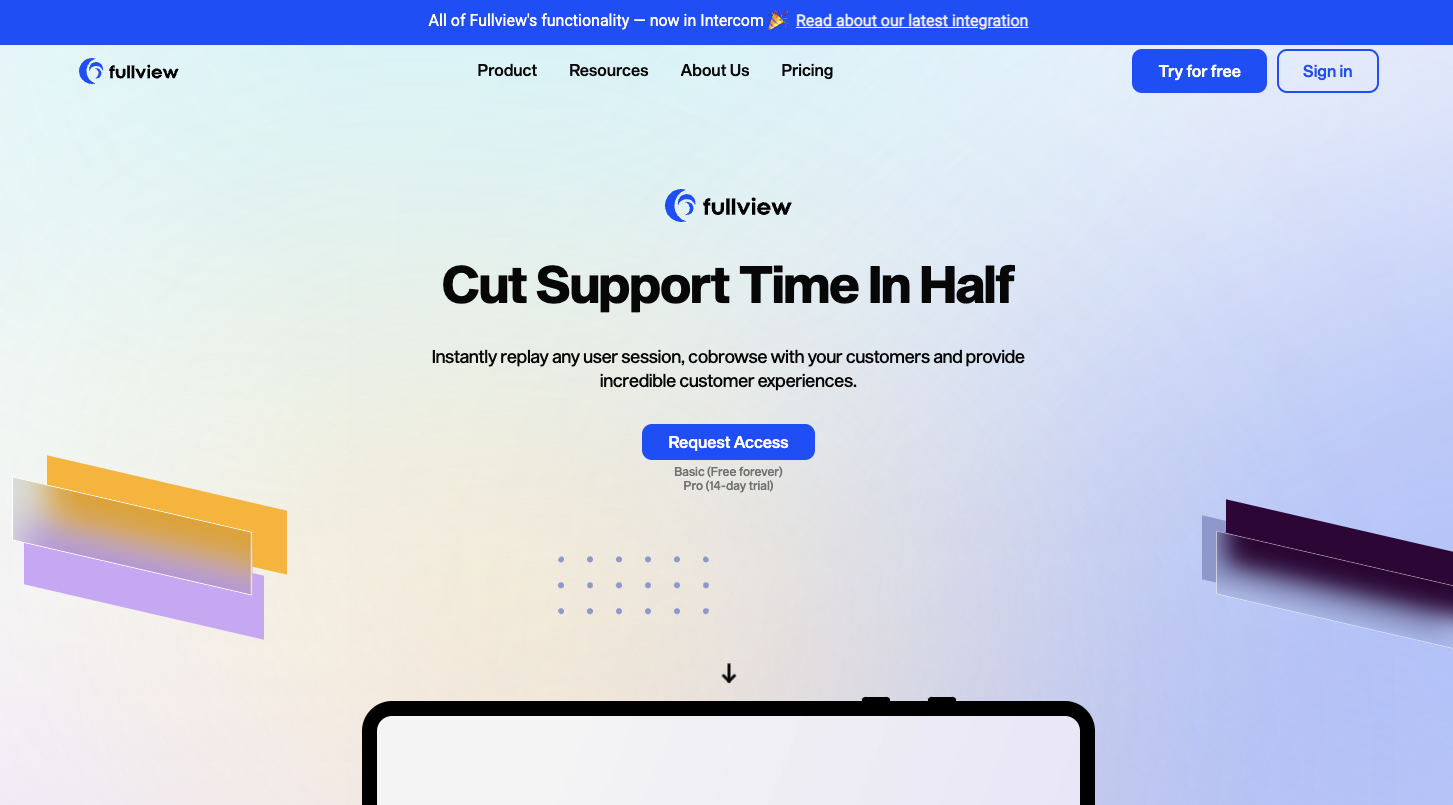 All of Fullview's functionality — now in Intercom 🎉 Read about our latest integration
fullview
Product
Resources
About Us
Pricing
Try for free
Sign in
fullview
Cut Support Time In Half
Instantly replay any user session, cobrowse with your customers and provide
incredible customer experiences.
Request Access
Basic (Free forever)
Pro (14-day trial)